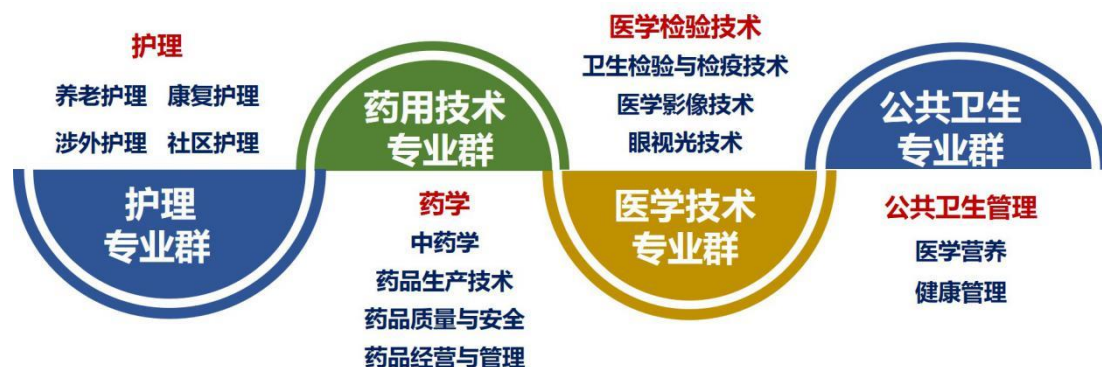 护理
养老护理 康复护理
涉外护理 社区护理
护理
专业群
药用技术
专业群
药学
中药学
药品生产技术
药品质量与安全
药品经营与管理
医学检验技术
卫生检验与检疫技术
医学影像技术
眼视光技术
医学技术
专业群
公共卫生
专业群
公共卫生管理
医学营养
健康管理